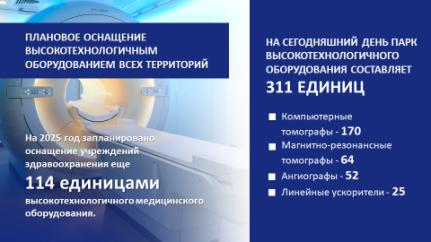 ПЛАНОВОЕ ОСНАЩЕНИЕ
ВЫСОКОТЕХНОЛОГИЧНЫМ
ОБОРУДОВАНИЕМ ВСЕХ ТЕРРИТОРИЙ
На 2025 год запланировано
оснащение учреждений
здравоохранения еще
114 единицами
высокотехнологичного медицинского
оборудования.
НА СЕГОДНЯШНИЙ ДЕНЬ ПАРК
ВЫСОКОТЕХНОЛОГИЧНОГО
ОБОРУДОВАНИЯ СОСТАВЛЯЕТ
311 ЕДИНИЦ
Компьютерные
томографы - 170
Магнитно-резонансные
томографы - 64
Ангиографы - 52
Линейные ускорители - 25